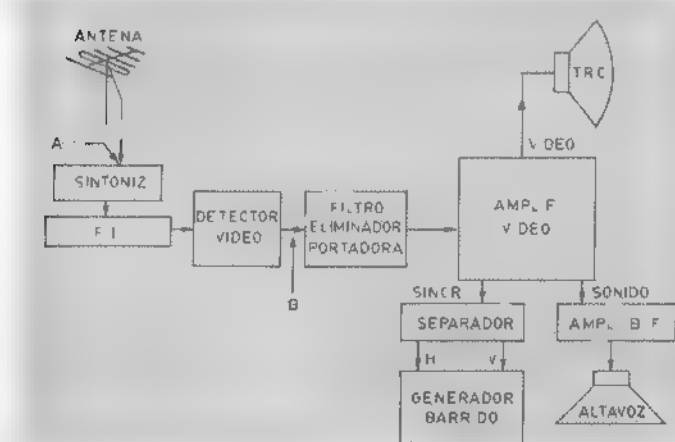 ANTENA
TRC
A
V DEO
SINTONIZ
F I
DETECTOR
VIDEO
FILTRO
ELIMINADOR
PORTADORA
AMPL F
V DEO
B
SINCR
SONIDO
SEPARADOR
AMPL B F
H
V
GENERADOR
BARR DO
ALTAVOZ